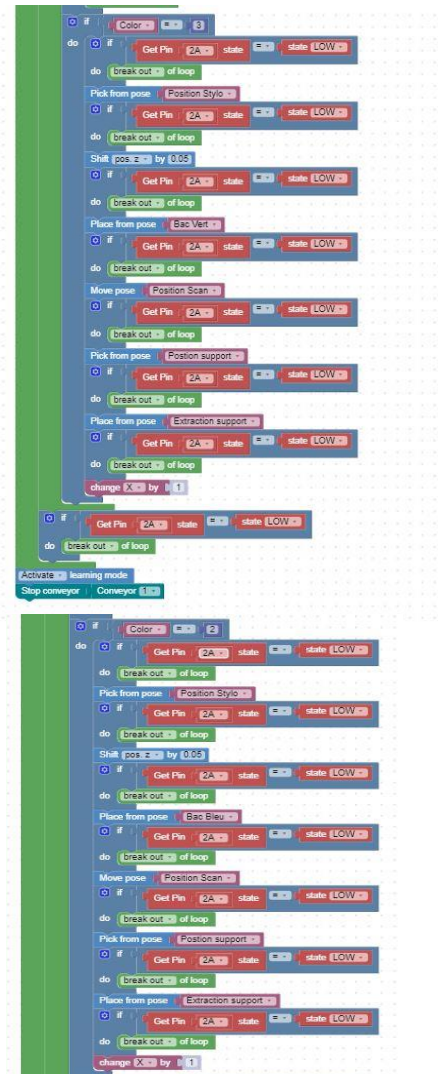 if Color = 3
do if Get Pin 2A state = state LOW
do break out of loop
Pick from pose Position Stylo
if Get Pin 2A state = state LOW
do break out of loop
Shift pos. z by 0.05
if Get Pin 2A state = state LOW
do break out of loop
Place from pose Bac Vert
if Get Pin 2A state = state LOW
do break out of loop
Move pose Position Scan
if Get Pin 2A state = state LOW
do break out of loop
Pick from pose Postion support
if Get Pin 2A state = state LOW
do break out of loop
Place from pose Extraction support
if Get Pin 2A state = state LOW
do break out of loop
change X by 1
if Get Pin 2A state = state LOW
do break out of loop
Activate learning mode
Stop conveyor Conveyor 1
if Color = 2
do if Get Pin 2A state = state LOW
do break out of loop
Pick from pose Position Stylo
if Get Pin 2A state = state LOW
do break out of loop
Shift pos. z by 0.05
if Get Pin 2A state = state LOW
do break out of loop
Place from pose Bac Bleu
if Get Pin 2A state = state LOW
do break out of loop
Move pose Position Scan
if Get Pin 2A state = state LOW
do break out of loop
Pick from pose Postion support
if Get Pin 2A state = state LOW
do break out of loop
Place from pose Extraction support
if Get Pin 2A state = state LOW
do break out of loop
change X by 1